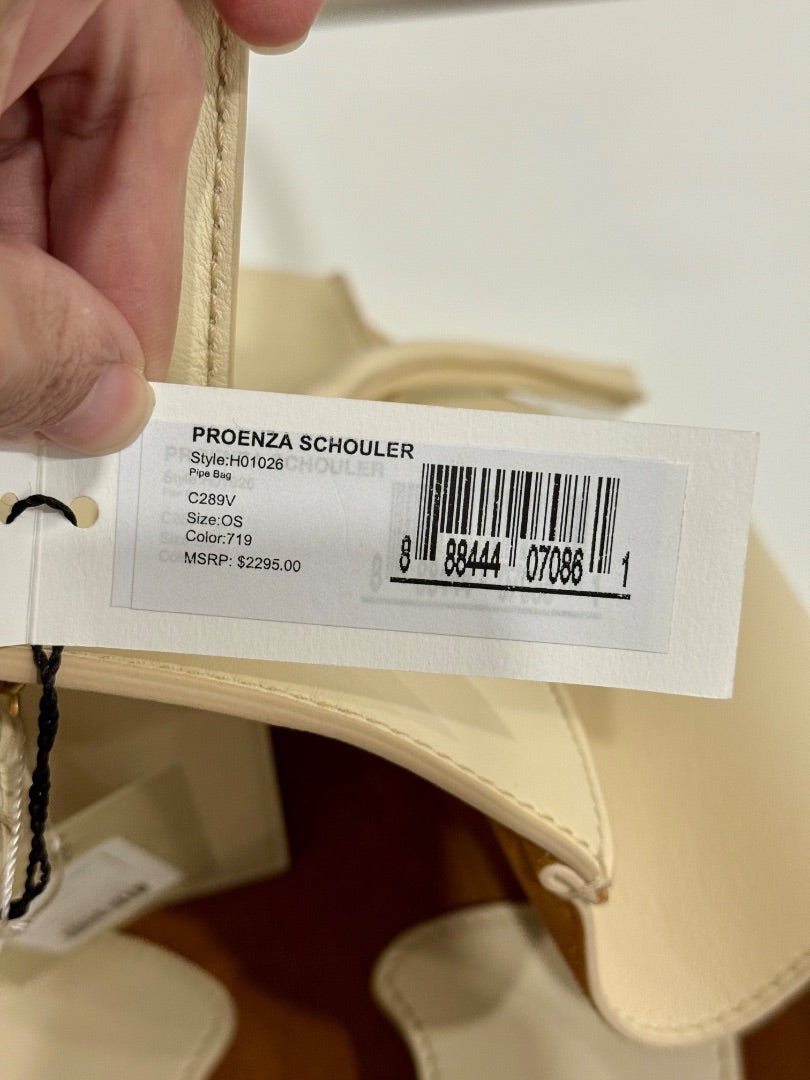 PROENZA SCHOULER
Style:H01026
Pipe Bag
C289V
Size:OS
Color:719
MSRP: $2295.00
8 88444 07086 1